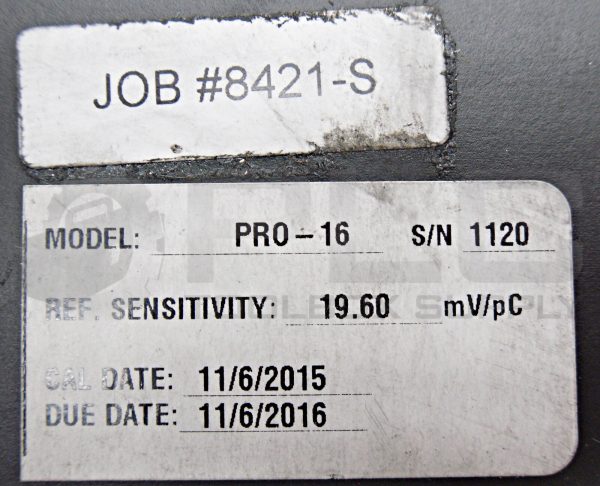 JOB #8421-S
MODEL: PRO-16 S/N 1120
REF. SENSITIVITY: 19.60 mV/pC
CAL DATE: 11/6/2015
DUE DATE: 11/6/2016